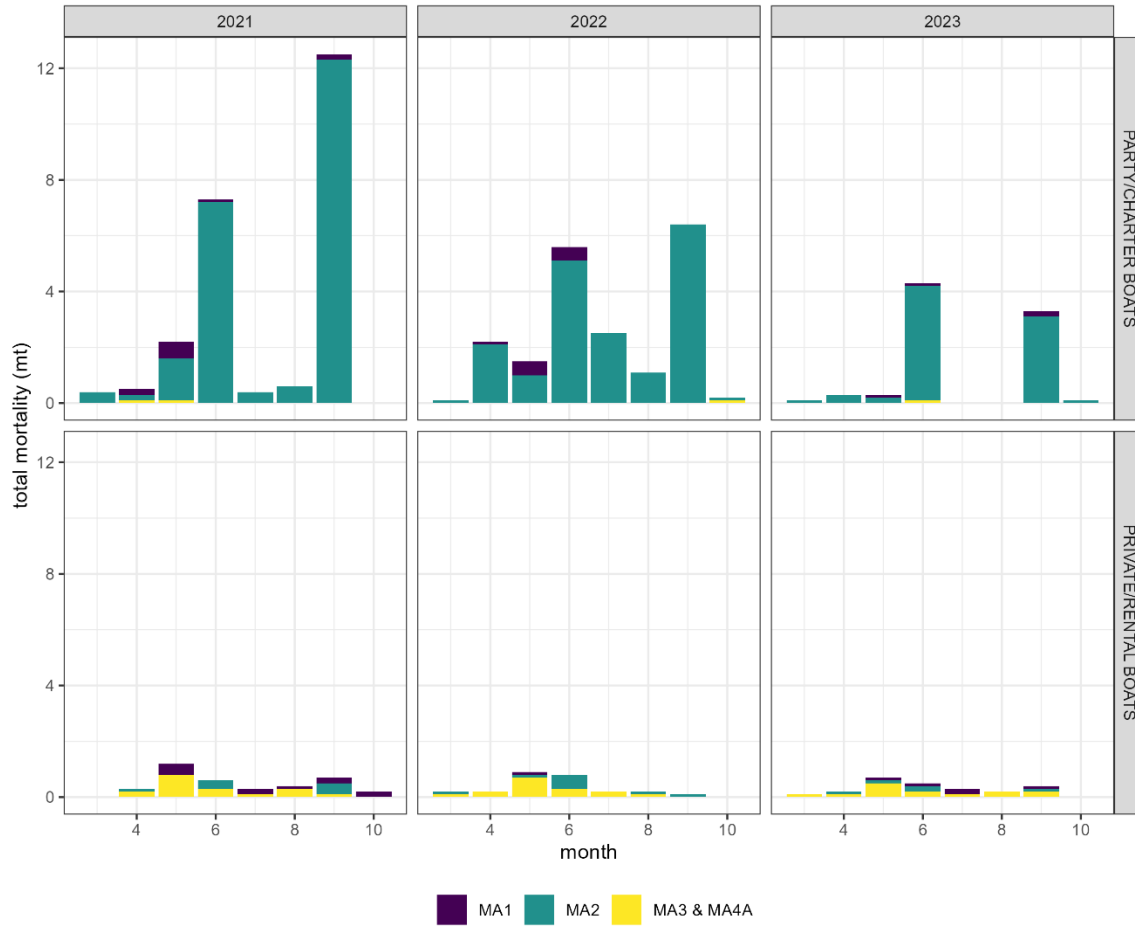 2021 2022 2023
12
8
4
0
PARTY/CHARTER BOATS
total mortality (mt)
12
8
4
0
PRIVATE/RENTAL BOATS
4 6 8 10 4 6 8 10 4 6 8 10
month
MA1 MA2 MA3 & MA4A